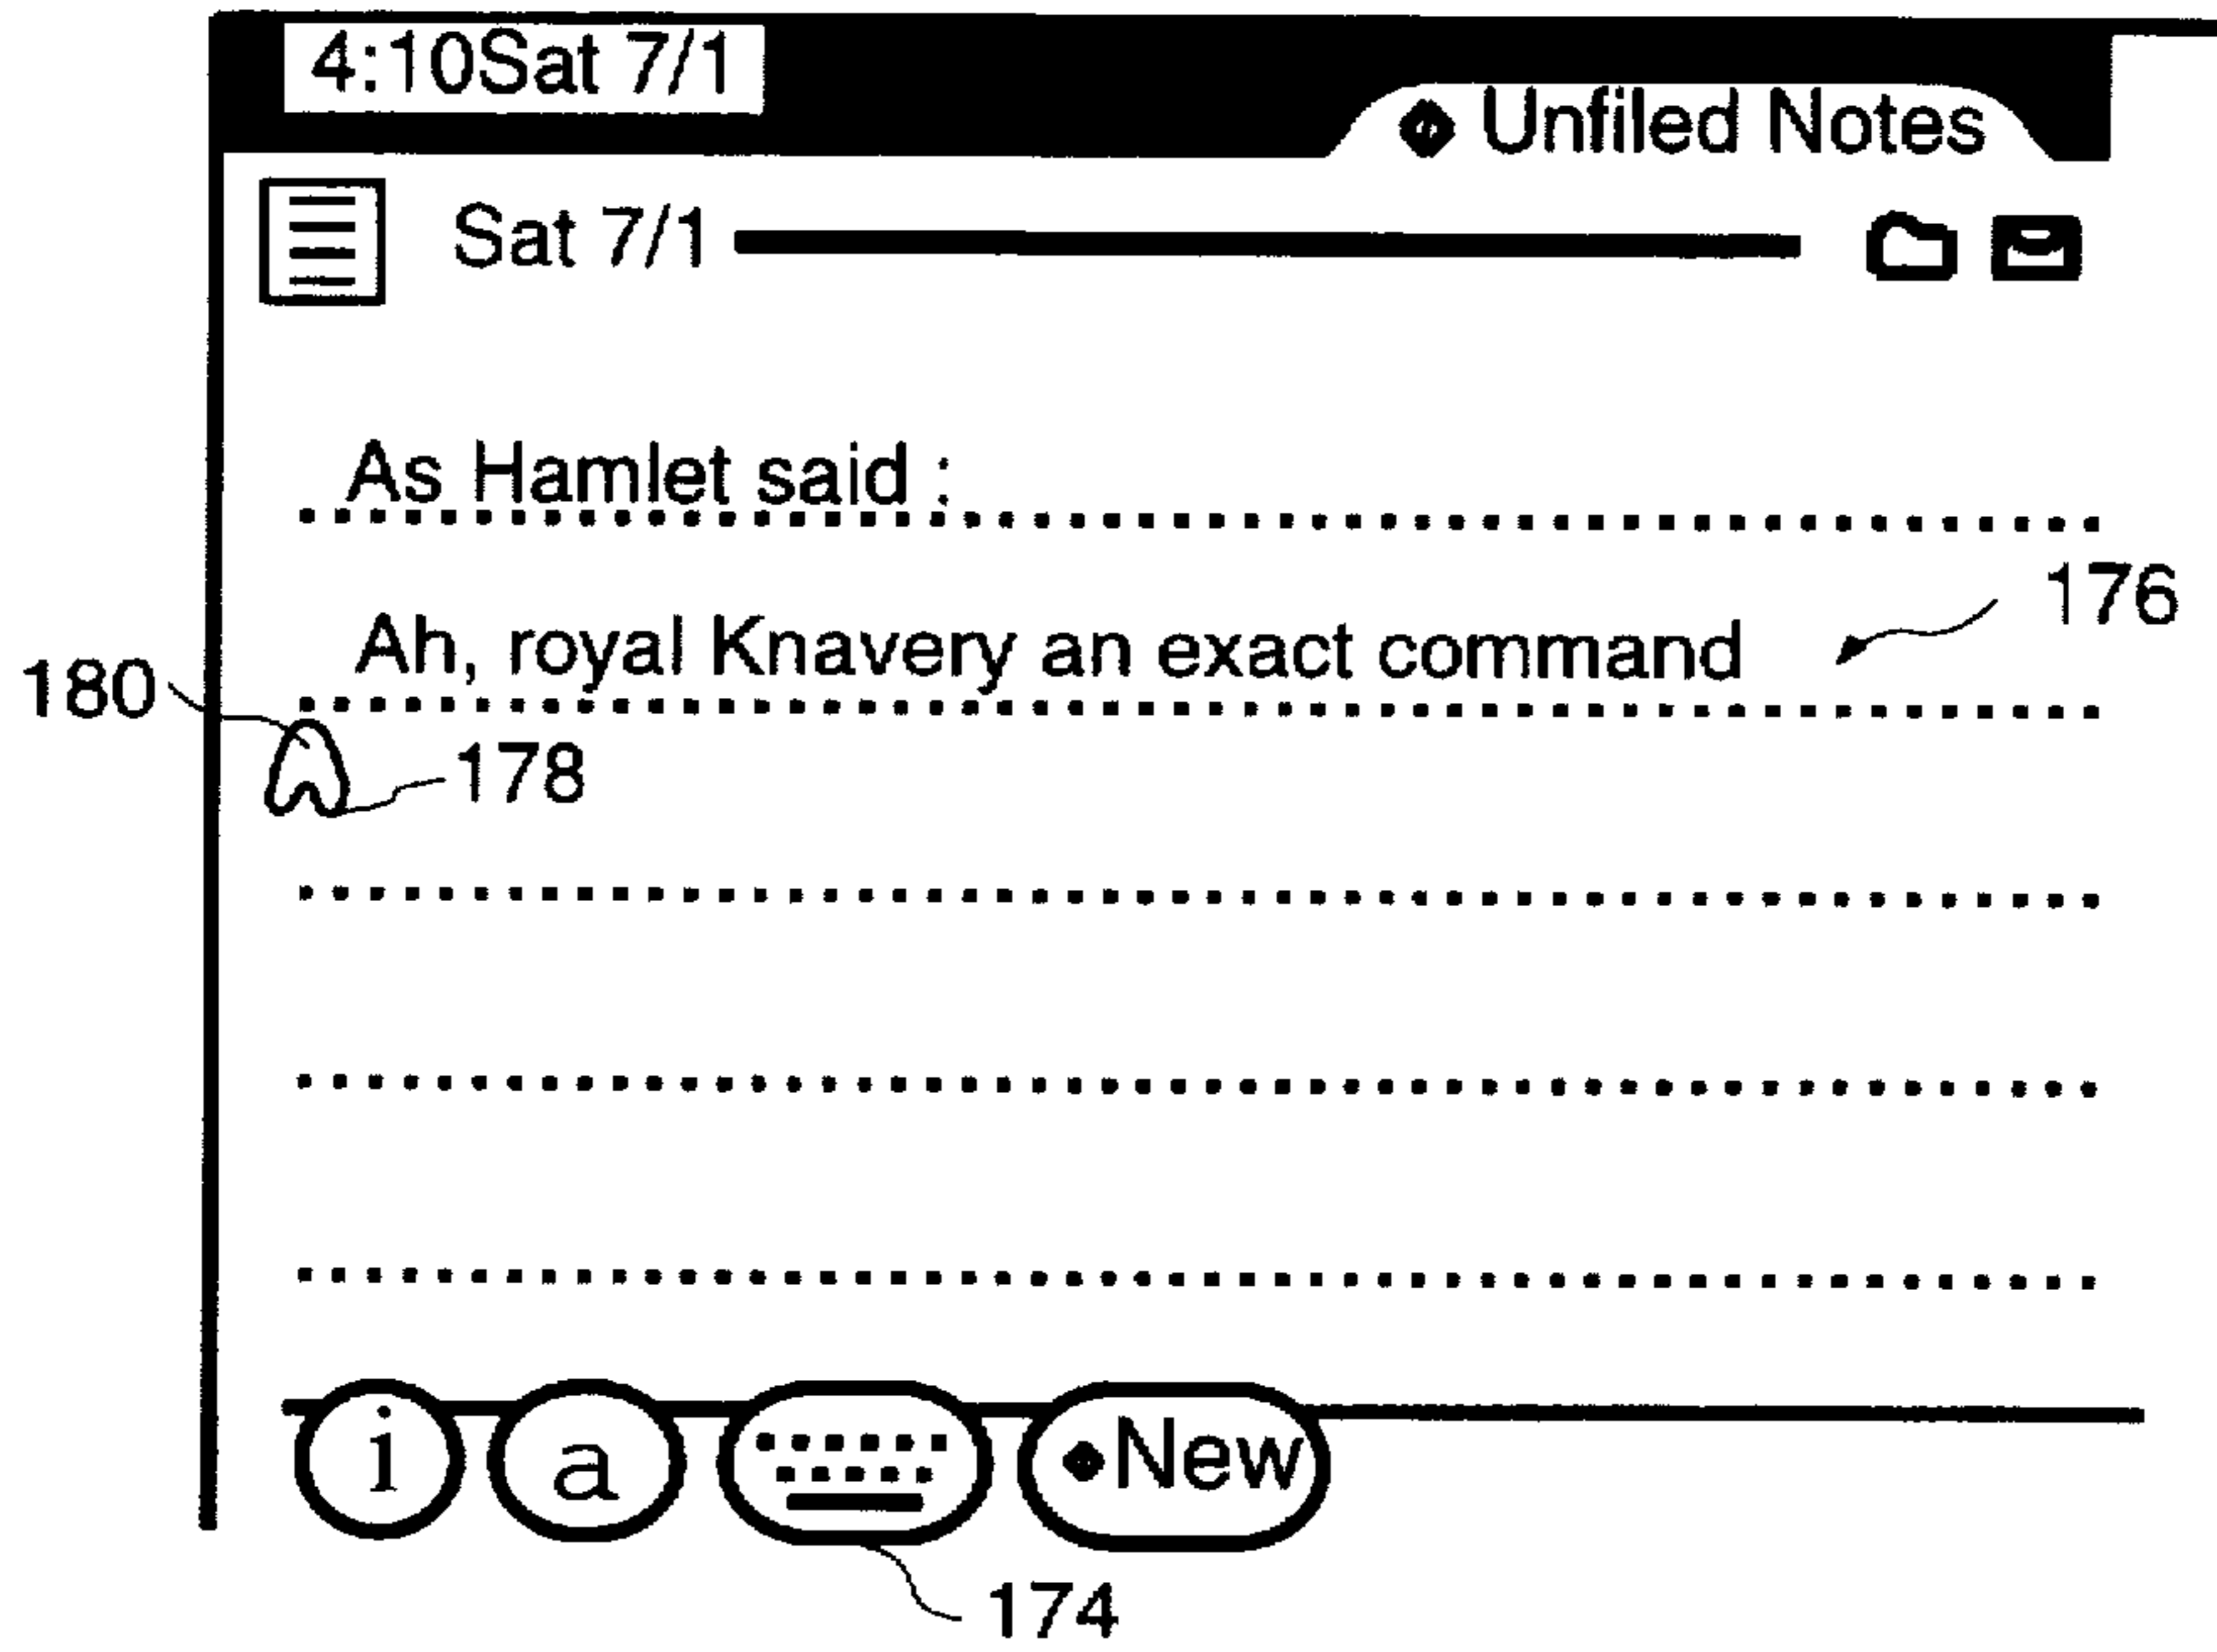 4:10Sat 7/1
Unfiled Notes
Sat 7/1
As Hamlet said :
176
Ah, royal Knavery an exact command
180
178
i a New
174